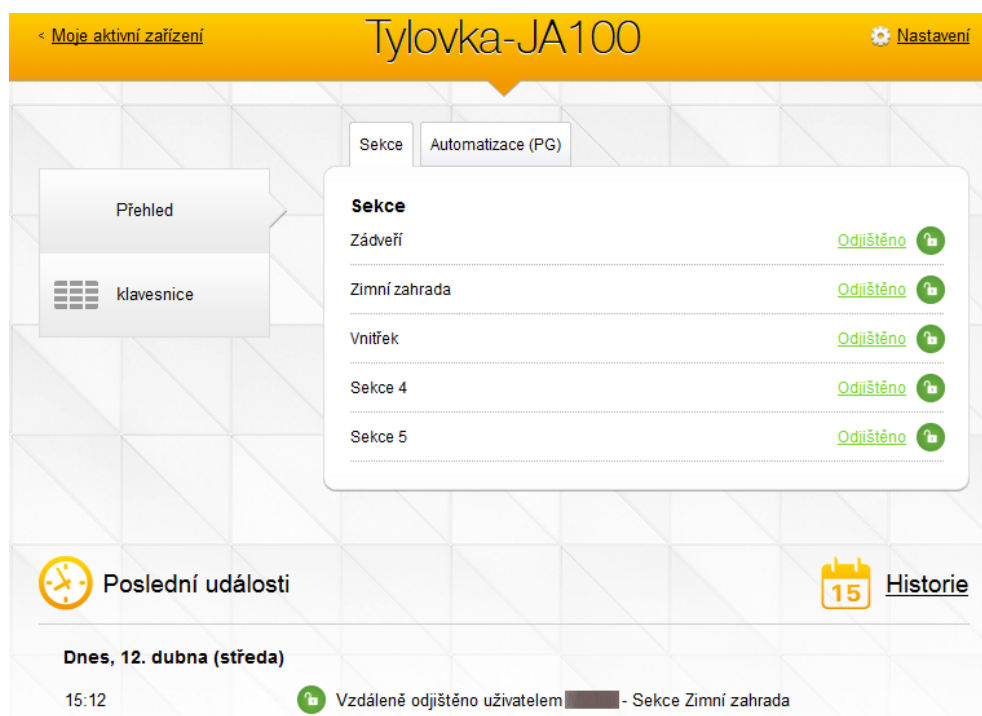 < Moje aktivní zařízení
Tylovka-JA100
Nastavení
Sekce
Automatizace (PG)
Přehled
klavesnice
Sekce
Zádveří Odjištěno
Zimní zahrada Odjištěno
Vnitřek Odjištěno
Sekce 4 Odjištěno
Sekce 5 Odjištěno
Poslední události
15 Historie
Dnes, 12. dubna (středa)
15:12 Vzdáleně odjištěno uživatelem - Sekce Zimní zahrada